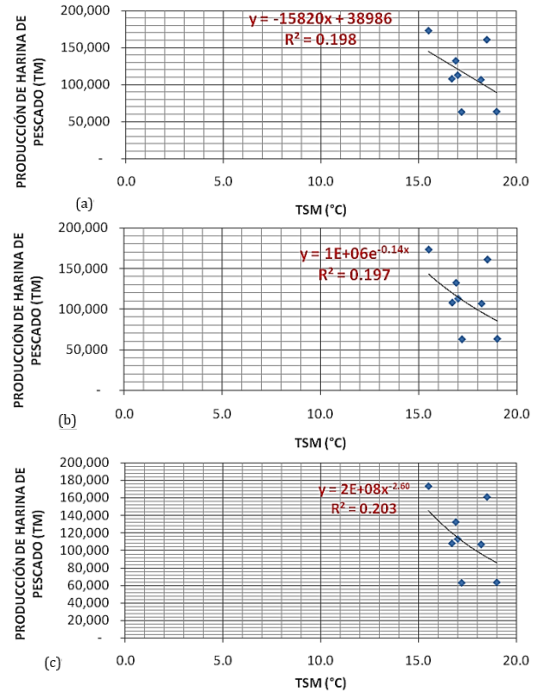 PRODUCCIÓN DE HARINA DE
PESCADO (TM)
200,000
150,000
100,000
50,000
-
y = -15820x + 38986
R² = 0.198
0.0 5.0 10.0 15.0 20.0
TSM (°C)
(a)
PRODUCCIÓN DE HARINA DE
PESCADO (TM)
200,000
150,000
100,000
50,000
-
y = 1E+06e^-0.14x
R² = 0.197
0.0 5.0 10.0 15.0 20.0
TSM (°C)
(b)
PRODUCCIÓN DE HARINA DE
PESCADO (TM)
200,000
180,000
160,000
140,000
120,000
100,000
80,000
60,000
40,000
20,000
-
y = 2E+08x^-2.60
R² = 0.203
0.0 5.0 10.0 15.0 20.0
TSM (°C)
(c)